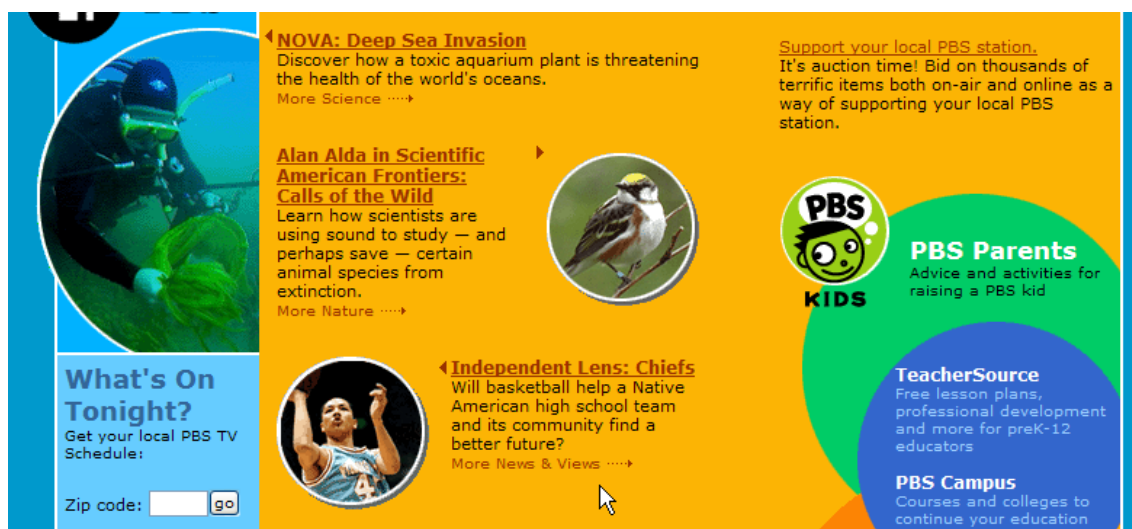 NOVA: Deep Sea Invasion
Discover how a toxic aquarium plant is threatening
the health of the world's oceans.
More Science
Alan Alda in Scientific
American Frontiers:
Calls of the Wild
Learn how scientists are
using sound to study — and
perhaps save — certain
animal species from
extinction.
More Nature
Independent Lens: Chiefs
Will basketball help a Native
American high school team
and its community find a
better future?
More News & Views
What's On
Tonight?
Get your local PBS TV
Schedule:
Zip code: go
Support your local PBS station.
It's auction time! Bid on thousands of
terrific items both on-air and online as a
way of supporting your local PBS
station.
PBS
KIDS
PBS Parents
Advice and activities for
raising a PBS kid
TeacherSource
Free lesson plans,
professional development
and more for preK-12
educators
PBS Campus
Courses and colleges to
continue your education